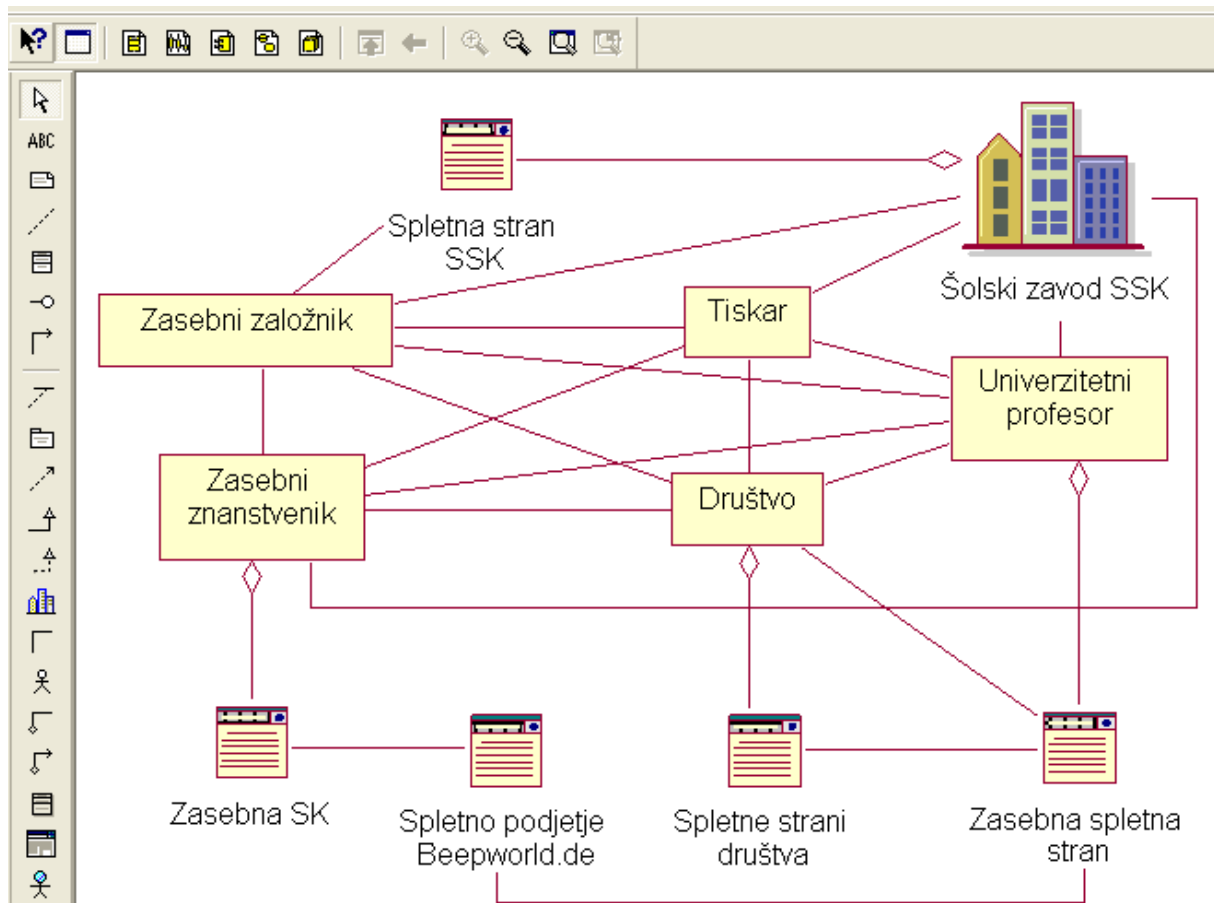 ABC
Spletna stran
SSK
Šolski zavod SSK
Zasebni založnik
Tiskar
Univerzitetni
profesor
Zasebni
znanstvenik
Društvo
Zasebna SK
Spletno podjetje
Beepworld.de
Spletne strani
društva
Zasebna spletna
stran